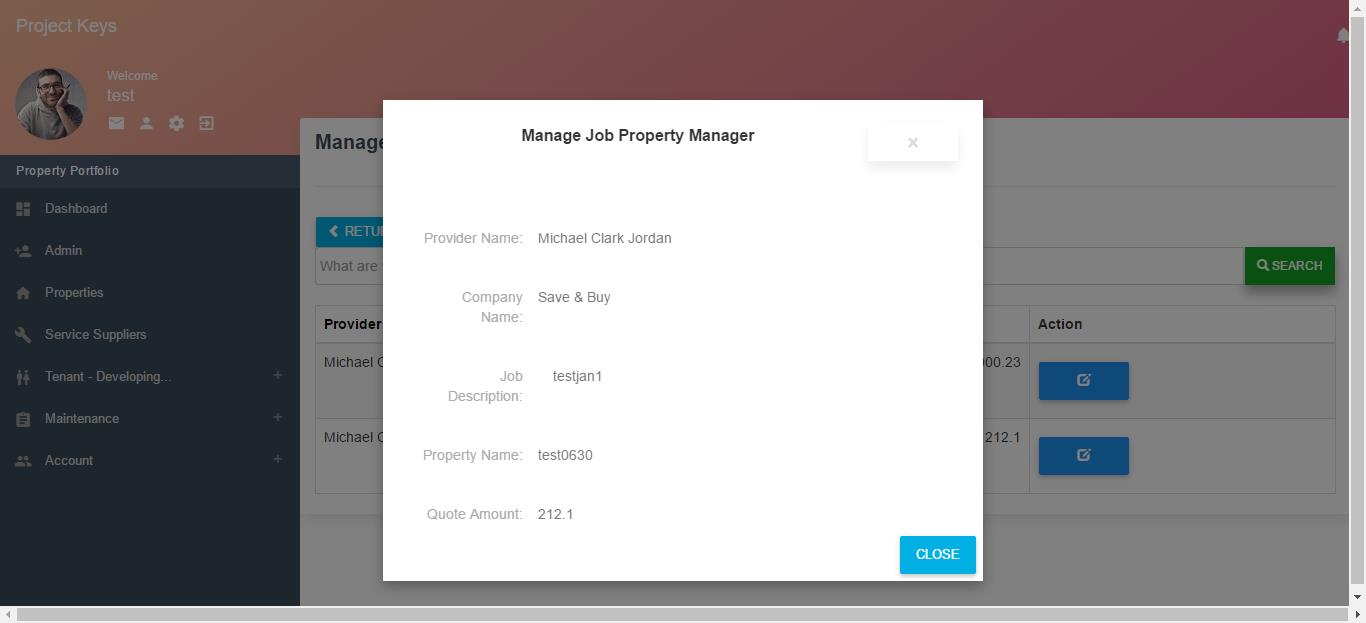 Project Keys
Welcome
test
Property Portfolio
Dashboard
Admin
Properties
Service Suppliers
Tenant - Developing...
+
Maintenance
+
Account
+
Manage
RETU
What are
SEARCH
Provider
Action
Michael C
000.23
Michael C
212.1
Manage Job Property Manager
×
Provider Name: Michael Clark Jordan
Company Save & Buy
Name:
Job testjan1
Description:
Property Name: test0630
Quote Amount: 212.1
CLOSE